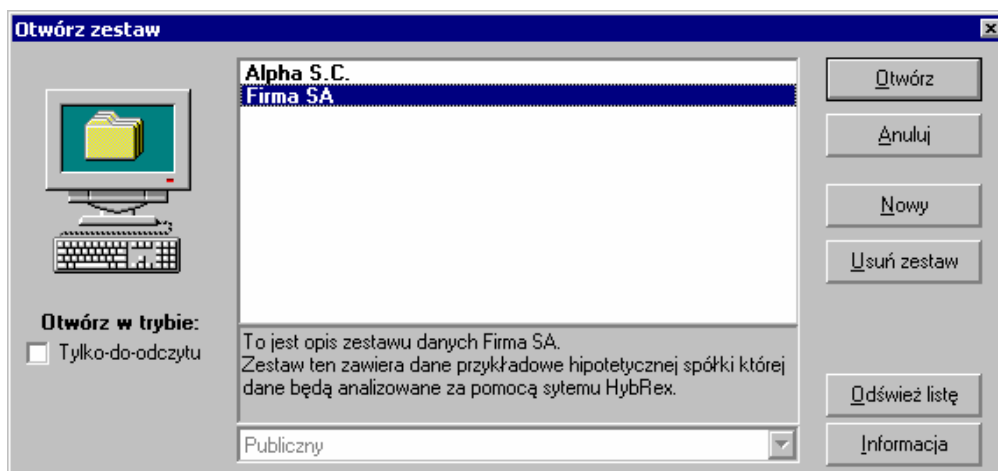 Otwórz zestaw
Alpha S.C.
Firma SA
Otwórz
Anuluj
Nowy
Usuń zestaw
Otwórz w trybie:
Tylko-do-odczytu
To jest opis zestawu danych Firma SA.
Zestaw ten zawiera dane przykładowe hipotetycznej spółki której
dane będą analizowane za pomocą sytemu HybRex.
Odśwież listę
Publiczny
Informacja